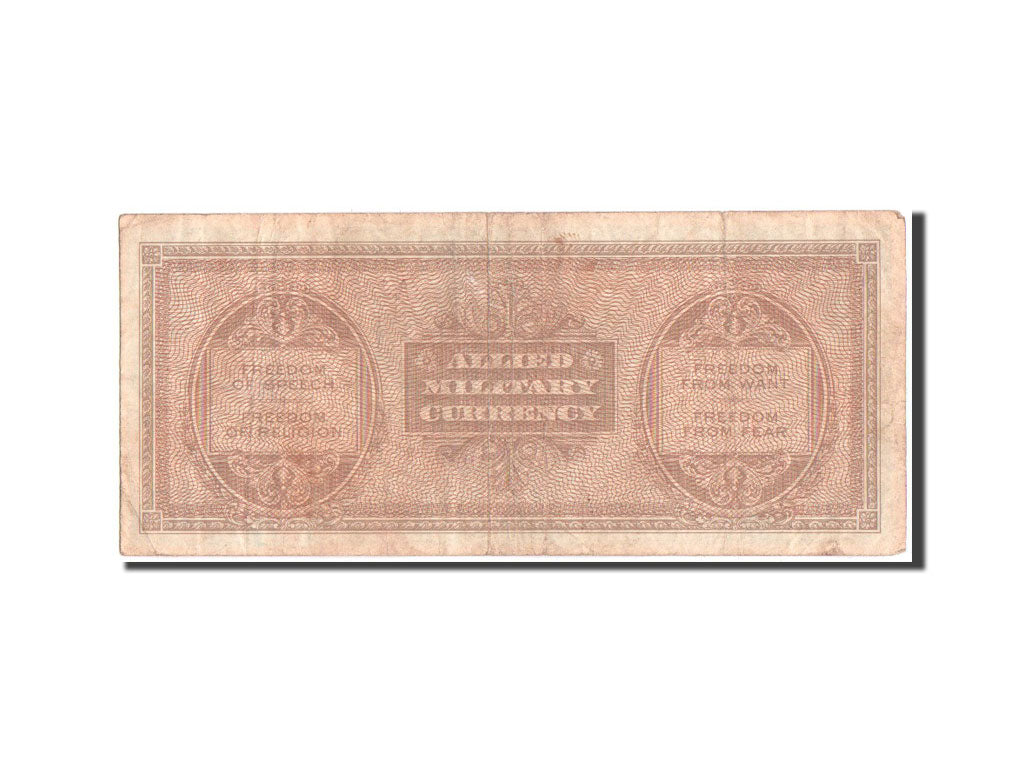 FREEDOM
OF SPEECH
FREEDOM
OF RELIGION
ALLIED
MILITARY
CURRENCY
FREEDOM
FROM WANT
FREEDOM
FROM FEAR